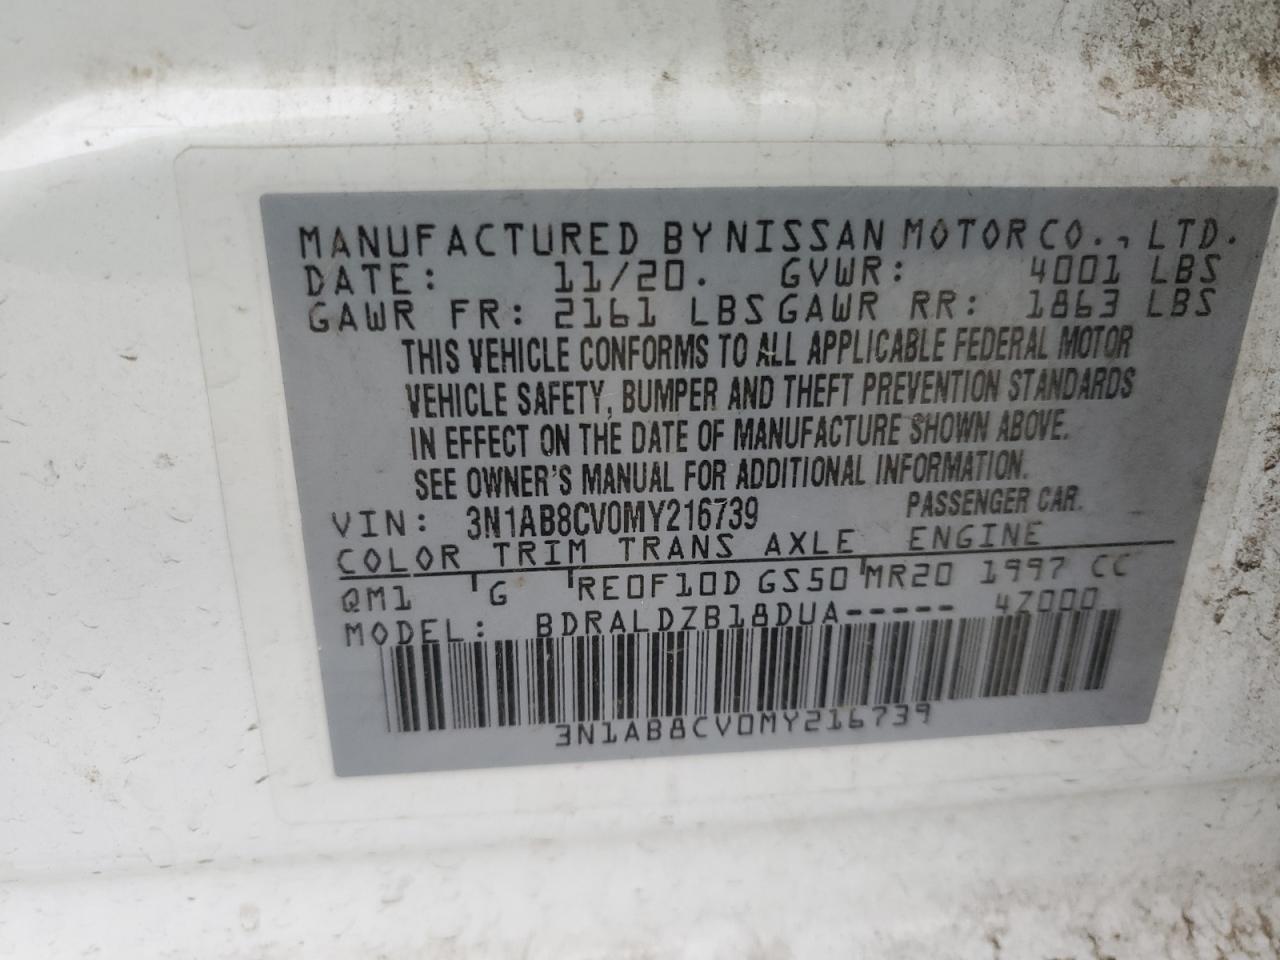 MANUFACTURED BY NISSAN MOTOR CO., LTD.
DATE: 11/20. GVWR: 4001 LBS
GAWR FR: 2161 LBS GAWR RR: 1863 LBS
THIS VEHICLE CONFORMS TO ALL APPLICABLE FEDERAL MOTOR
VEHICLE SAFETY, BUMPER AND THEFT PREVENTION STANDARDS
IN EFFECT ON THE DATE OF MANUFACTURE SHOWN ABOVE.
SEE OWNER'S MANUAL FOR ADDITIONAL INFORMATION.
VIN: 3N1AB8CV0MY216739 PASSENGER CAR.
COLOR TRIM TRANS AXLE ENGINE
QM1 G RE0F10D GS50 MR20 1997 CC
MODEL: BDRALDZB18DUA----- 4Z000
3N1AB8CV0MY216739